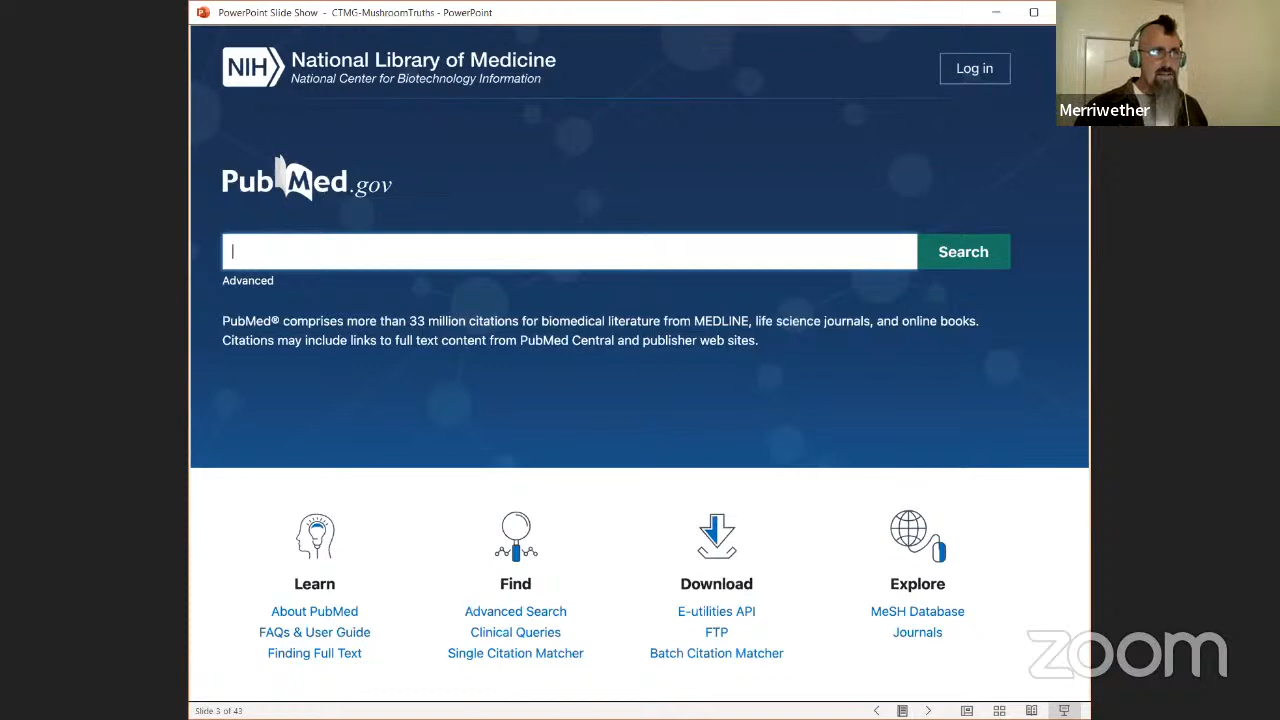 PowerPoint Slide Show - CTMG-MushroomTruths - PowerPoint
NIH National Library of Medicine
National Center for Biotechnology Information
Log in
Merriwether
PubMed.gov
Search
Advanced
PubMed® comprises more than 33 million citations for biomedical literature from MEDLINE, life science journals, and online books.
Citations may include links to full text content from PubMed Central and publisher web sites.
Learn
About PubMed
FAQs & User Guide
Finding Full Text
Find
Advanced Search
Clinical Queries
Single Citation Matcher
Download
E-utilities API
FTP
Batch Citation Matcher
Explore
MeSH Database
Journals
zoom
Slide 3 of 43